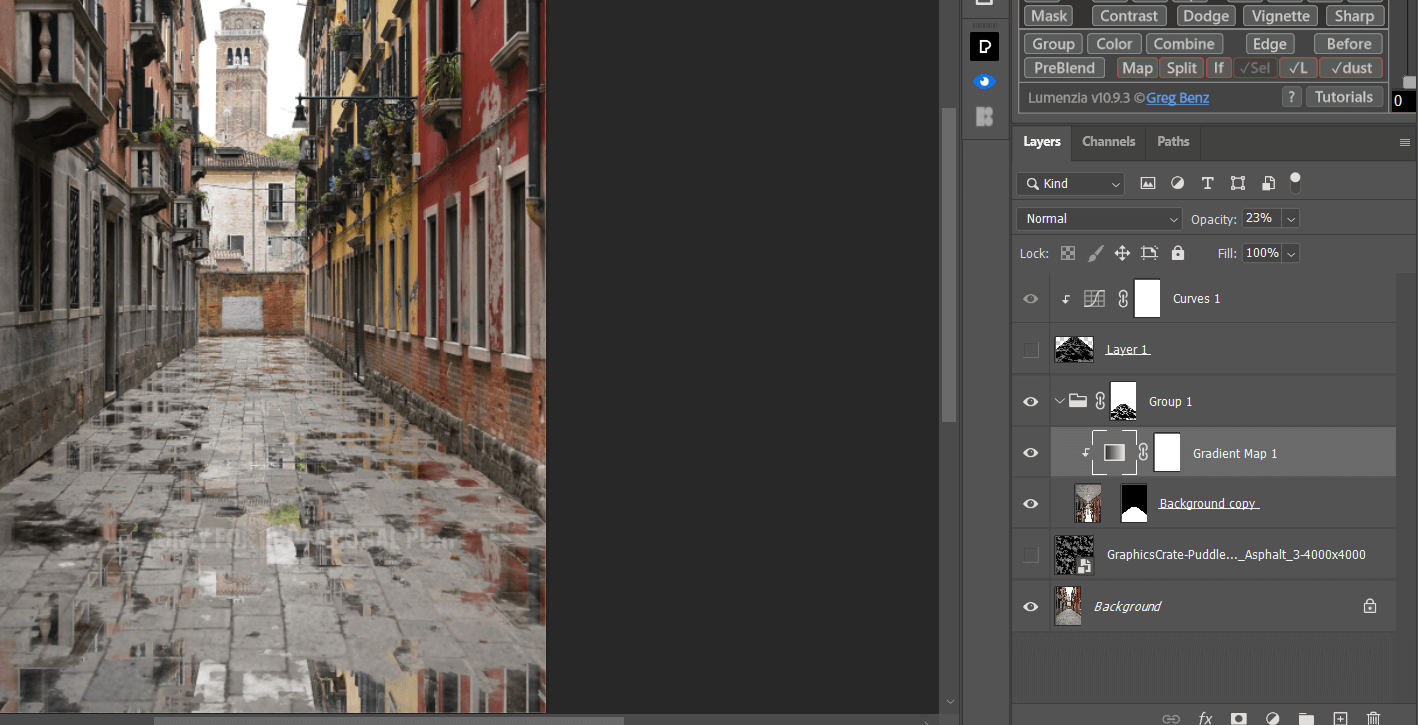 Mask Contrast Dodge Vignette Sharp
Group Color Combine Edge Before
PreBlend Map Split If ✓Sel ✓L ✓dust
Lumenzia v10.9.3 ©Greg Benz ? Tutorials
0
Layers Channels Paths
Kind
Normal Opacity: 23%
Lock: Fill: 100%
Curves 1
Layer 1
Group 1
Gradient Map 1
Background copy
GraphicsCrate-Puddle..._Asphalt_3-4000x4000
Background
fx